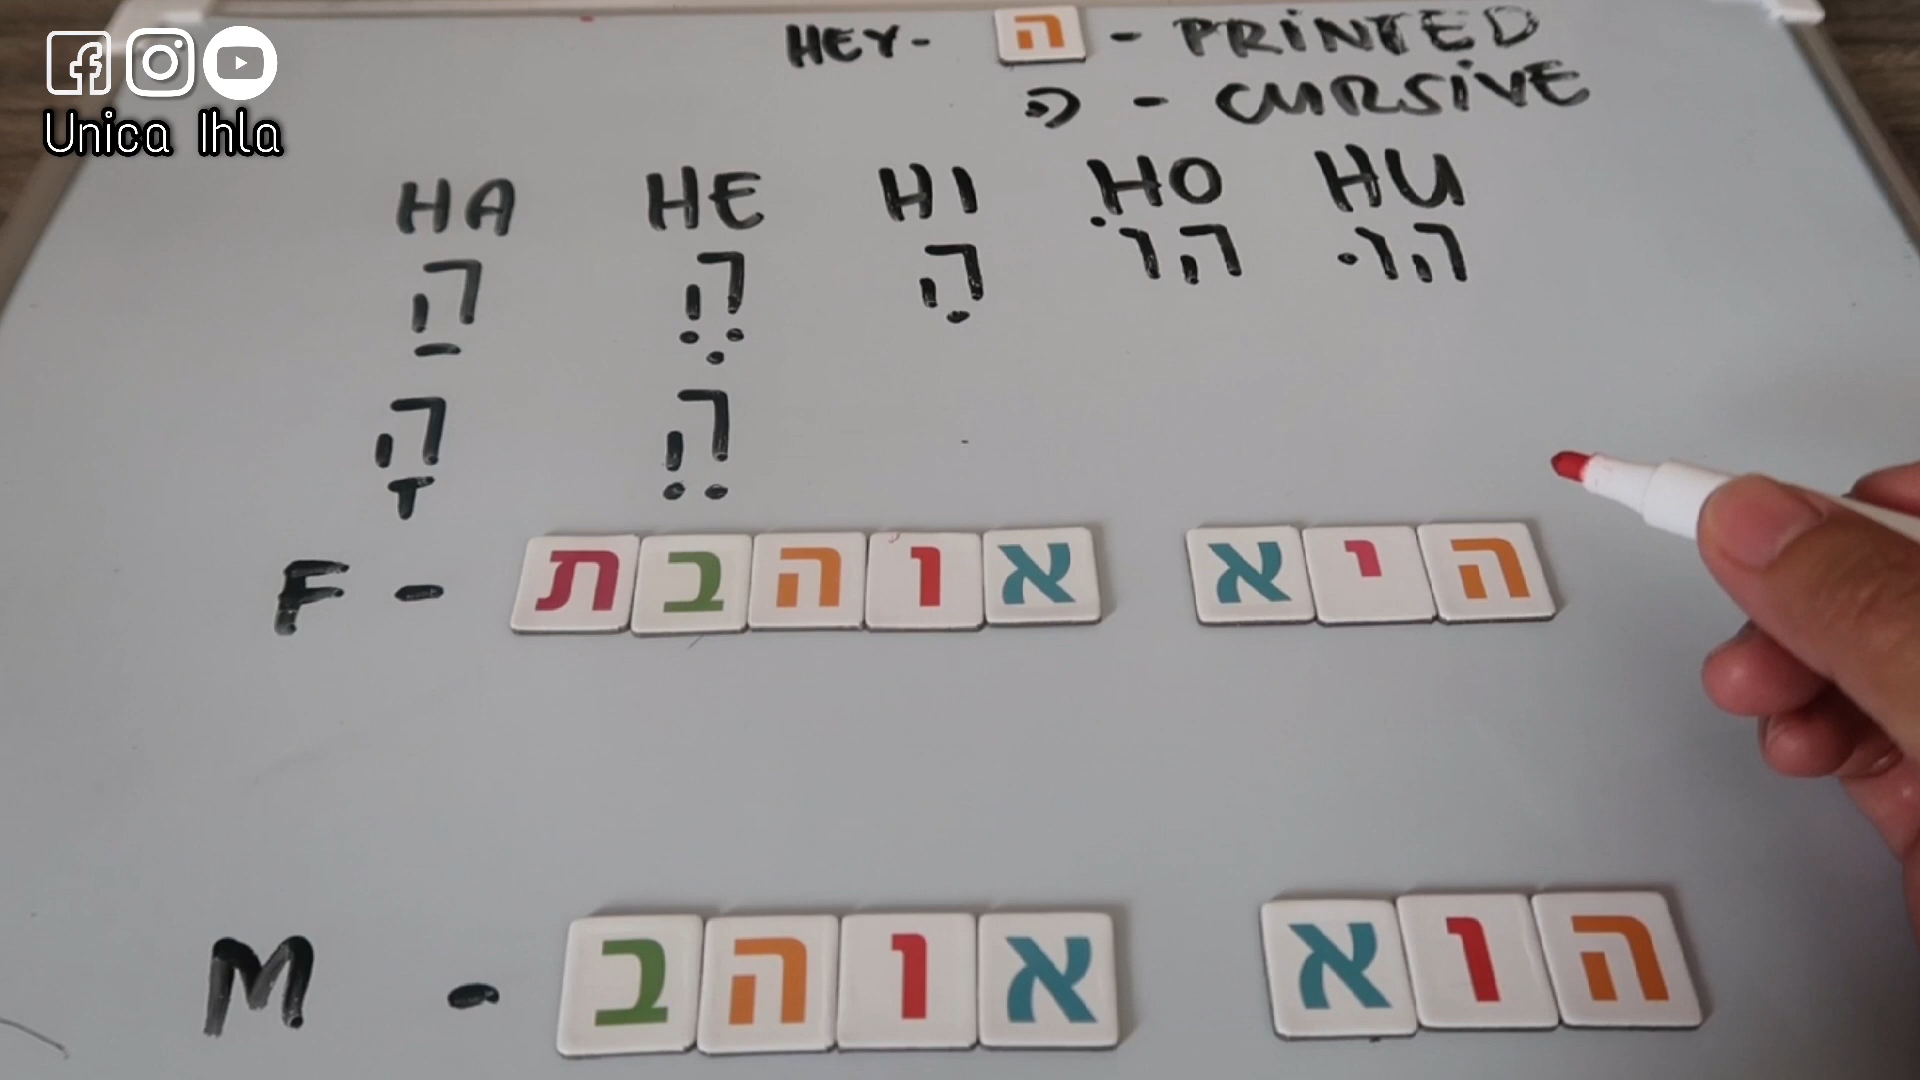 Unica Ihla
HEY - ה - PRINTED
ה - CURSIVE
HA HE HI HO HU
הַ הֶ הִ הוֹ הוּ
הָ הֵ
F - היא אוהבת
M - הוא אוהב